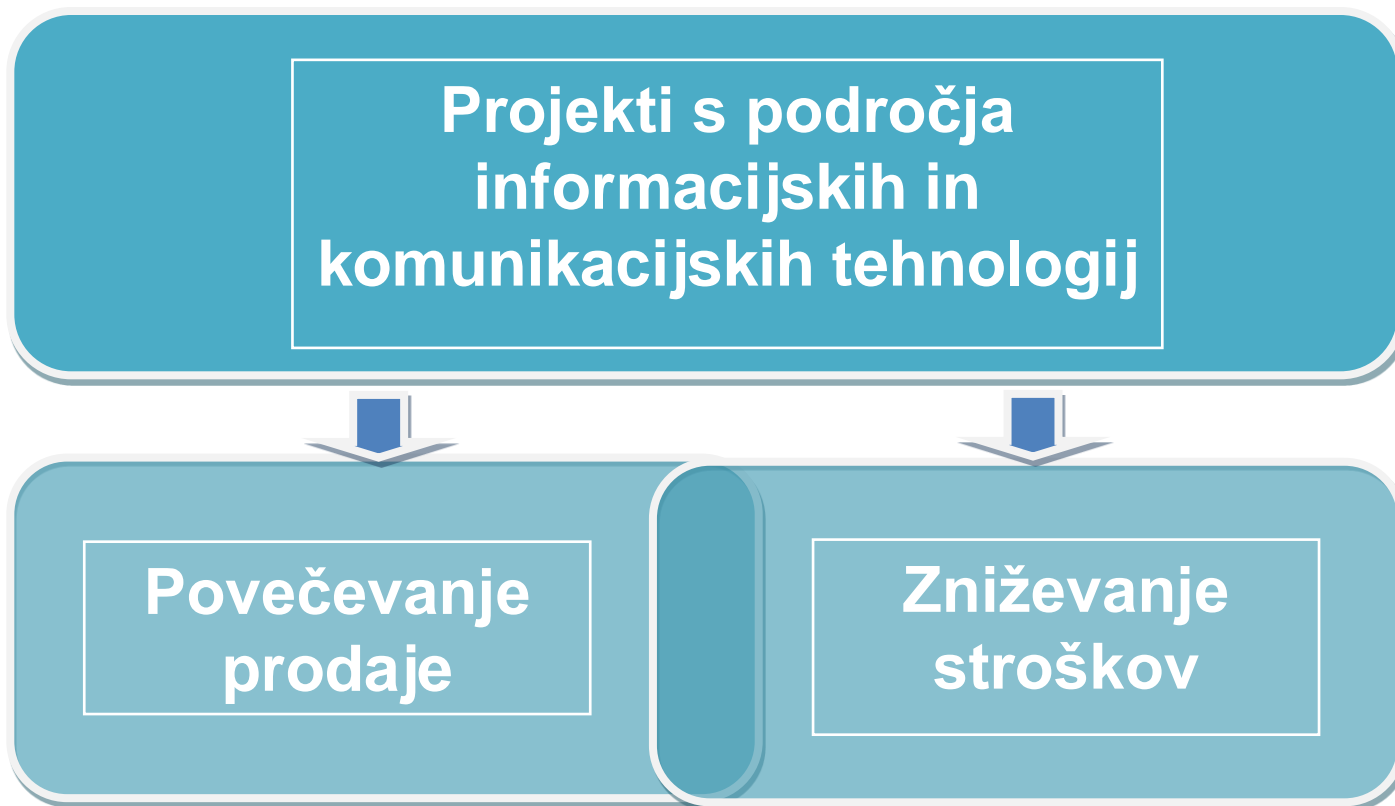 Projekti s področja
informacijskih in
komunikacijskih tehnologij
Povečevanje
prodaje
Zniževanje
stroškov